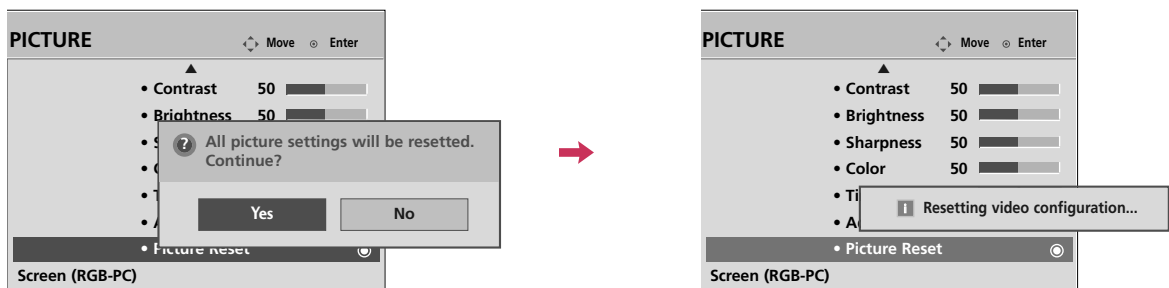 PICTURE Move Enter
• Contrast 50
• Brightness 50
All picture settings will be resetted.
Continue?
Yes No
• Picture Reset
Screen (RGB-PC)
PICTURE Move Enter
• Contrast 50
• Brightness 50
• Sharpness 50
• Color 50
• Ti
Resetting video configuration...
• Picture Reset
Screen (RGB-PC)